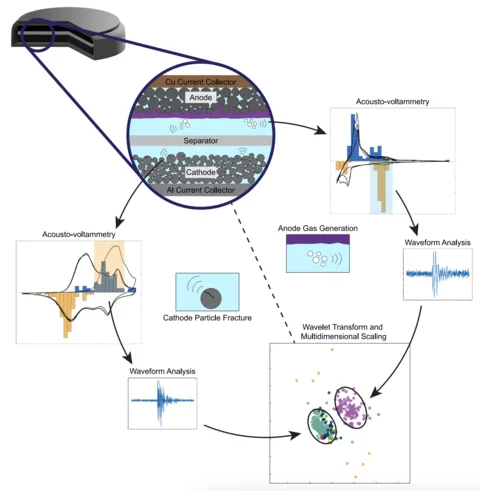 Cu Current Collector
Anode
Separator
Cathode
Al Current Collector
Acousto-voltammetry
Anode Gas Generation
Waveform Analysis
Acousto-voltammetry
Cathode Particle Fracture
Wavelet Transform and
Multidimensional Scaling
Waveform Analysis